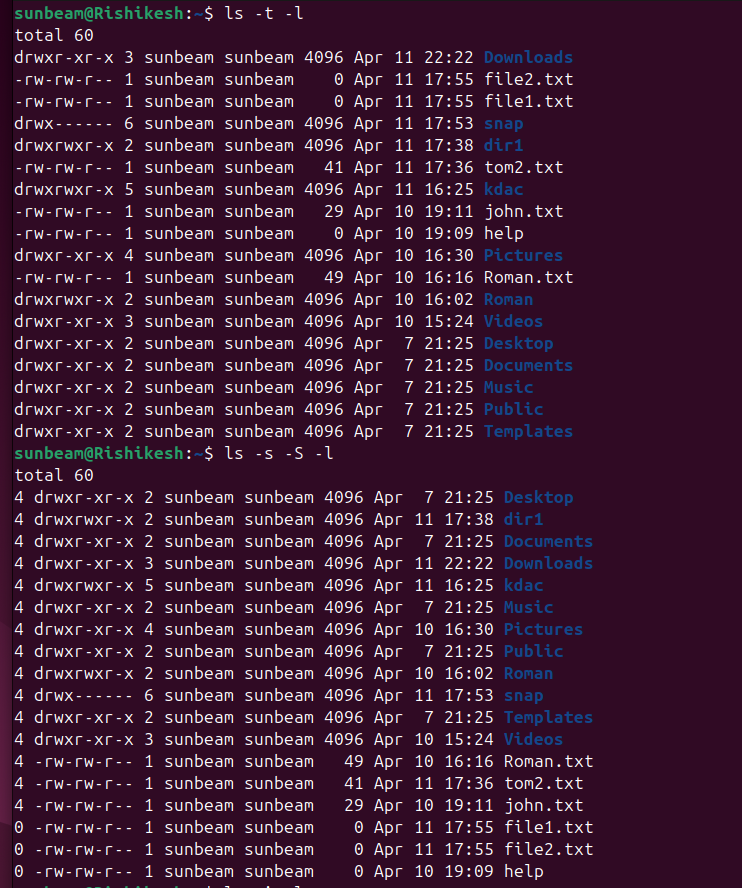 sunbeam@Rishikesh:~$ ls -t -l
total 60
drwxr-xr-x 3 sunbeam sunbeam 4096 Apr 11 22:22 Downloads
-rw-rw-r-- 1 sunbeam sunbeam    0 Apr 11 17:55 file2.txt
-rw-rw-r-- 1 sunbeam sunbeam    0 Apr 11 17:55 file1.txt
drwx------ 6 sunbeam sunbeam 4096 Apr 11 17:53 snap
drwxrwxr-x 2 sunbeam sunbeam 4096 Apr 11 17:38 dir1
-rw-rw-r-- 1 sunbeam sunbeam   41 Apr 11 17:36 tom2.txt
drwxrwxr-x 5 sunbeam sunbeam 4096 Apr 11 16:25 kdac
-rw-rw-r-- 1 sunbeam sunbeam   29 Apr 10 19:11 john.txt
-rw-rw-r-- 1 sunbeam sunbeam    0 Apr 10 19:09 help
drwxr-xr-x 4 sunbeam sunbeam 4096 Apr 10 16:30 Pictures
-rw-rw-r-- 1 sunbeam sunbeam   49 Apr 10 16:16 Roman.txt
drwxrwxr-x 2 sunbeam sunbeam 4096 Apr 10 16:02 Roman
drwxr-xr-x 3 sunbeam sunbeam 4096 Apr 10 15:24 Videos
drwxr-xr-x 2 sunbeam sunbeam 4096 Apr  7 21:25 Desktop
drwxr-xr-x 2 sunbeam sunbeam 4096 Apr  7 21:25 Documents
drwxr-xr-x 2 sunbeam sunbeam 4096 Apr  7 21:25 Music
drwxr-xr-x 2 sunbeam sunbeam 4096 Apr  7 21:25 Public
drwxr-xr-x 2 sunbeam sunbeam 4096 Apr  7 21:25 Templates
sunbeam@Rishikesh:~$ ls -s -S -l
total 60
4 drwxr-xr-x 2 sunbeam sunbeam 4096 Apr  7 21:25 Desktop
4 drwxrwxr-x 2 sunbeam sunbeam 4096 Apr 11 17:38 dir1
4 drwxr-xr-x 2 sunbeam sunbeam 4096 Apr  7 21:25 Documents
4 drwxr-xr-x 3 sunbeam sunbeam 4096 Apr 11 22:22 Downloads
4 drwxrwxr-x 5 sunbeam sunbeam 4096 Apr 11 16:25 kdac
4 drwxr-xr-x 2 sunbeam sunbeam 4096 Apr  7 21:25 Music
4 drwxr-xr-x 4 sunbeam sunbeam 4096 Apr 10 16:30 Pictures
4 drwxr-xr-x 2 sunbeam sunbeam 4096 Apr  7 21:25 Public
4 drwxrwxr-x 2 sunbeam sunbeam 4096 Apr 10 16:02 Roman
4 drwx------ 6 sunbeam sunbeam 4096 Apr 11 17:53 snap
4 drwxr-xr-x 2 sunbeam sunbeam 4096 Apr  7 21:25 Templates
4 drwxr-xr-x 3 sunbeam sunbeam 4096 Apr 10 15:24 Videos
4 -rw-rw-r-- 1 sunbeam sunbeam   49 Apr 10 16:16 Roman.txt
4 -rw-rw-r-- 1 sunbeam sunbeam   41 Apr 11 17:36 tom2.txt
4 -rw-rw-r-- 1 sunbeam sunbeam   29 Apr 10 19:11 john.txt
0 -rw-rw-r-- 1 sunbeam sunbeam    0 Apr 11 17:55 file1.txt
0 -rw-rw-r-- 1 sunbeam sunbeam    0 Apr 11 17:55 file2.txt
0 -rw-rw-r-- 1 sunbeam sunbeam    0 Apr 10 19:09 help